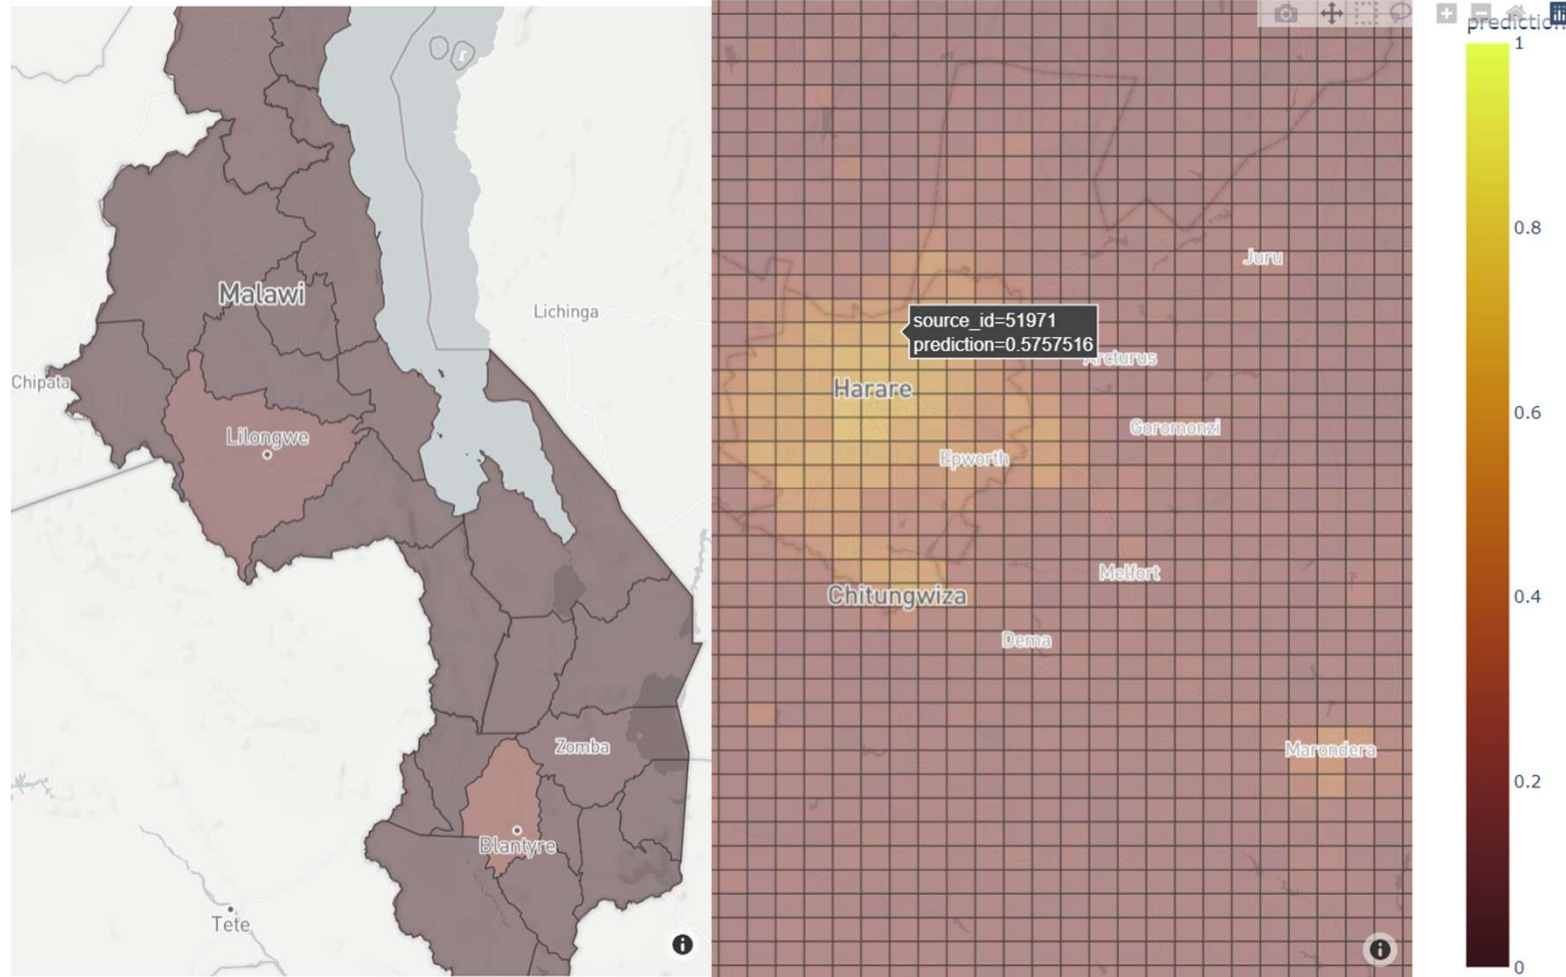 Malawi
Lichinga
Chipata
Lilongwe
Zomba
Blantyre
Tete
Juru
source_id=51971
prediction=0.5757516
Arcturus
Harare
Goromonzi
Epworth
Melfort
Chitungwiza
Dema
Marondera
prediction
1
0.8
0.6
0.4
0.2
0